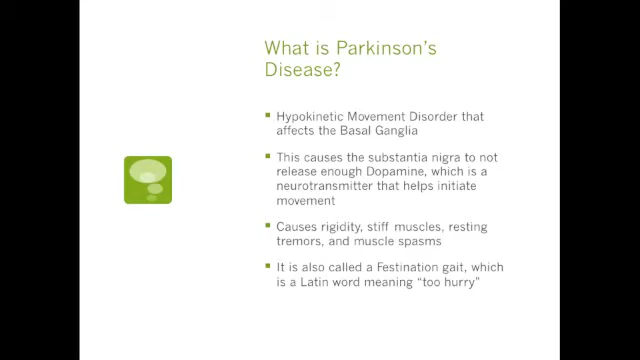 What is Parkinson's
Disease?
Hypokinetic Movement Disorder that
affects the Basal Ganglia
This causes the substantia nigra to not
release enough Dopamine, which is a
neurotransmitter that helps initiate
movement
Causes rigidity, stiff muscles, resting
tremors, and muscle spasms
It is also called a Festination gait, which
is a Latin word meaning “too hurry”